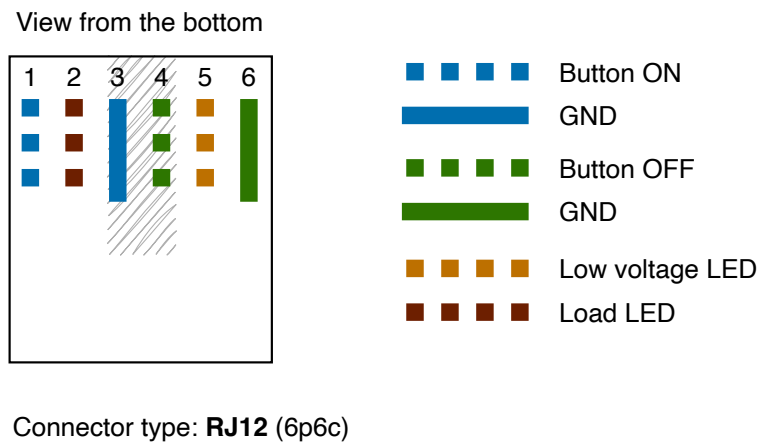 View from the bottom
1 2 3 4 5 6
Button ON
GND
Button OFF
GND
Low voltage LED
Load LED
Connector type: RJ12 (6p6c)